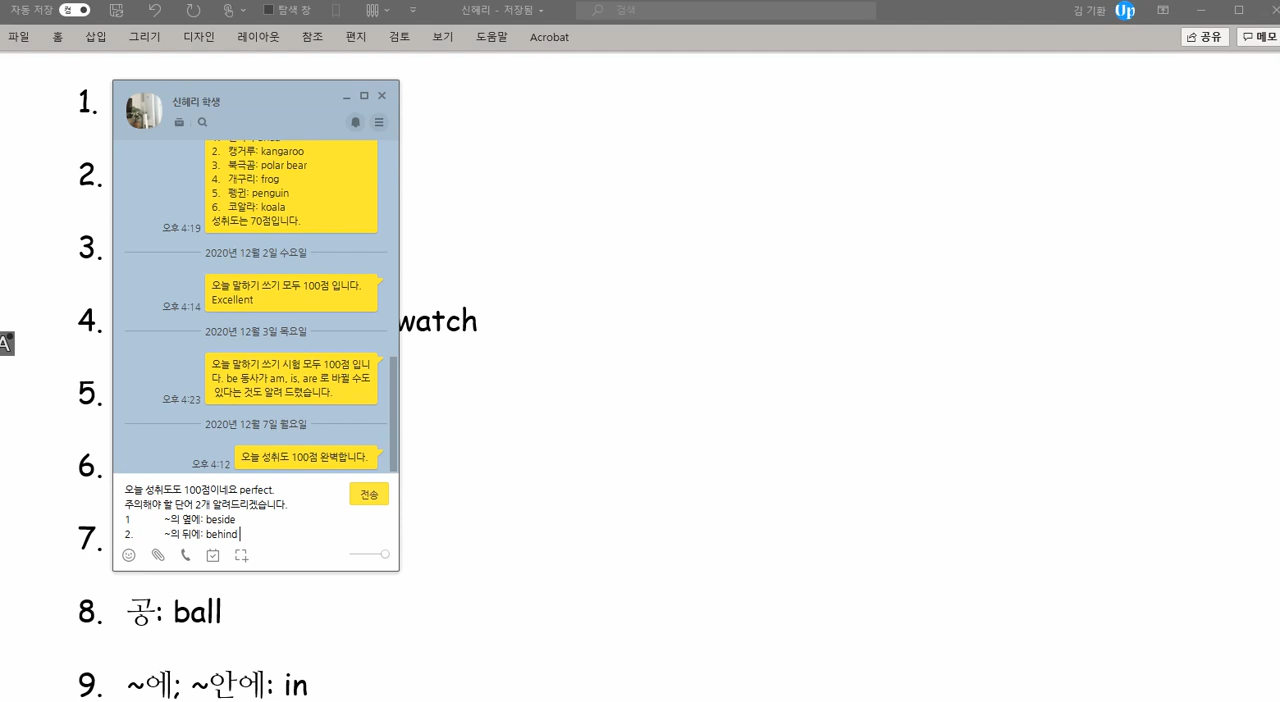 자동 저장 컴 탐색 창 신혜리 - 저장됨 검색 김 기환 Up
파일 홈 삽입 그리기 디자인 레이아웃 참조 편지 검토 보기 도움말 Acrobat 공유 메모
1.
2.
3.
4. watch
5.
6.
7.
8. 공: ball
9. ~에; ~안에: in
A
신혜리 학생
2. 캥거루: kangaroo
3. 북극곰: polar bear
4. 개구리: frog
5. 펭귄: penguin
6. 코알라: koala
성취도는 70점입니다.
오후 4:19
2020년 12월 2일 수요일
오늘 말하기 쓰기 모두 100점 입니다.
Excellent
오후 4:14
2020년 12월 3일 목요일
오늘 말하기 쓰기 시험 모두 100점 입니
다. be 동사가 am, is, are 로 바뀔 수도
있다는 것도 알려 드렸습니다.
오후 4:23
2020년 12월 7일 월요일
오늘 성취도 100점 완벽합니다.
오후 4:12
오늘 성취도도 100점이네요 perfect.
주의해야 할 단어 2개 알려드리겠습니다.
1 ~의 옆에: beside
2. ~의 뒤에: behind
전송